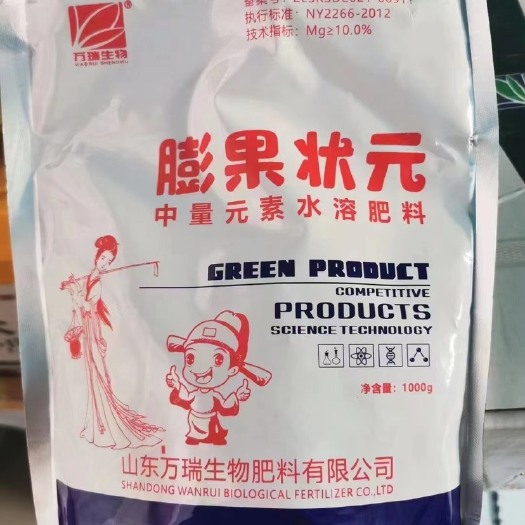 执行标准：NY2266-2012
技术指标：Mg≥10.0%
万瑞生物
WANRUI SHENGWU
膨果状元
中量元素水溶肥料
GREEN PRODUCT
COMPETITIVE
PRODUCTS
SCIENCE TECHNOLOGY
净含量：1000g
山东万瑞生物肥料有限公司
SHANDONG WANRUI BIOLOGICAL FERTILIZER CO.,LTD